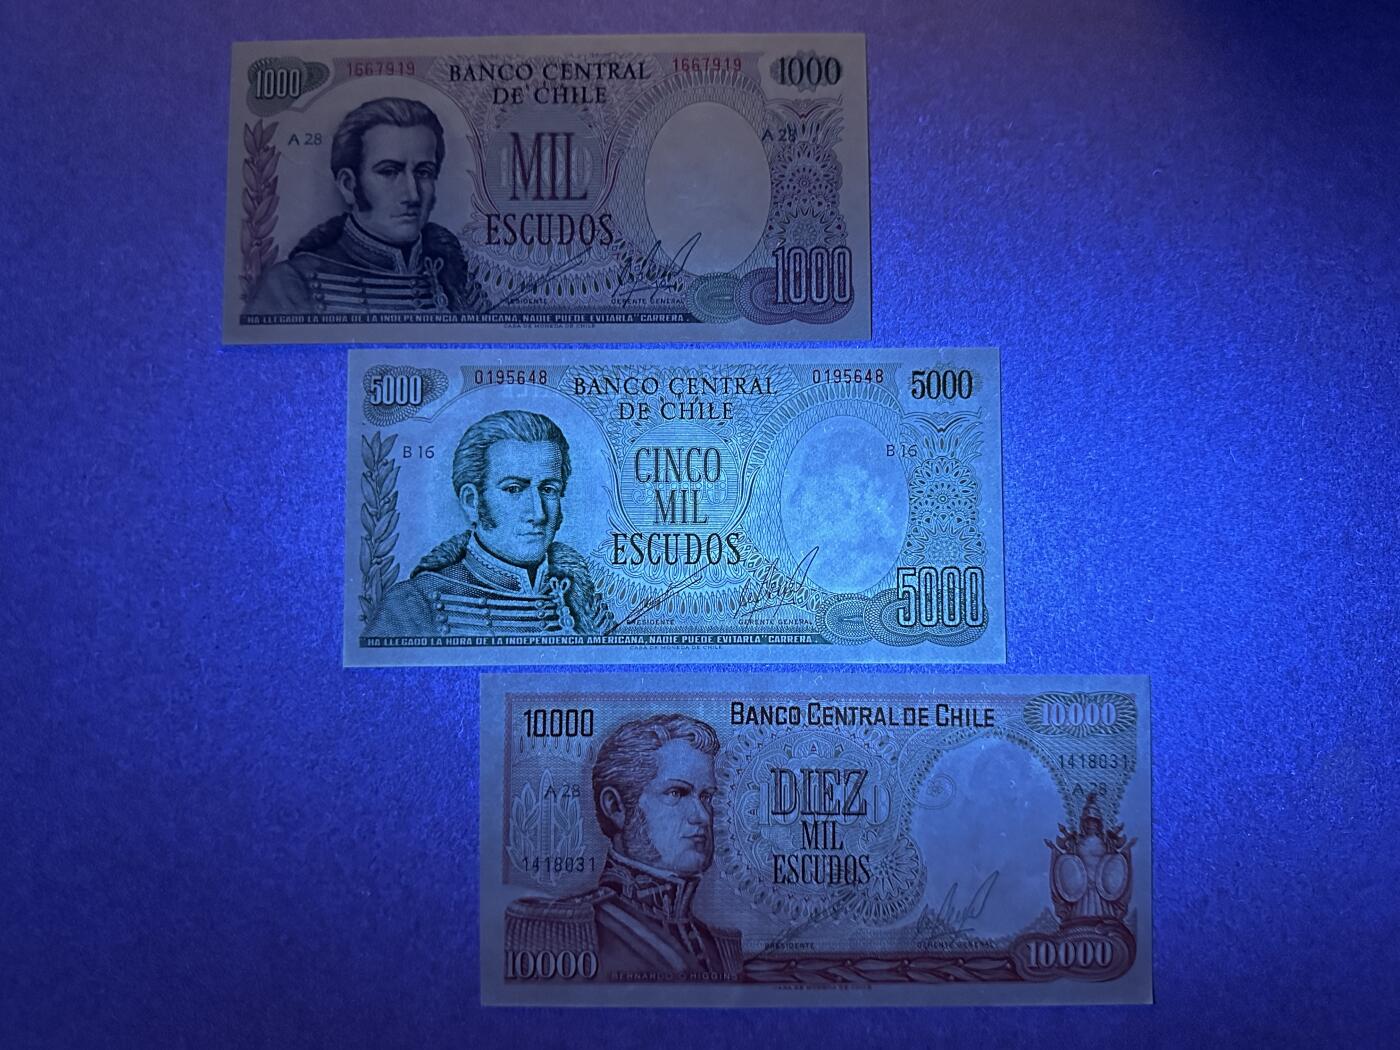 1000
1667919
BANCO CENTRAL
DE CHILE
1667919
1000
A 28
A 28
MIL
ESCUDOS
PRESIDENTE
GERENTE GENERAL
1000
"HA LLEGADO LA HORA DE LA INDEPENDENCIA AMERICANA, NADIE PUEDE EVITARLA" CARRERA.
CASA DE MONEDA DE CHILE
5000
0195648
BANCO CENTRAL
DE CHILE
0195648
5000
B 16
B 16
CINCO
MIL
ESCUDOS
PRESIDENTE
GERENTE GENERAL
5000
"HA LLEGADO LA HORA DE LA INDEPENDENCIA AMERICANA, NADIE PUEDE EVITARLA" CARRERA.
CASA DE MONEDA DE CHILE
10.000
BANCO CENTRAL DE CHILE
10.000
1418031
A 28
A 28
DIEZ
MIL
ESCUDOS
1418031
PRESIDENTE
GERENTE GENERAL
10.000
BERNARDO O'HIGGINS
10.000
CASA DE MONEDA DE CHILE